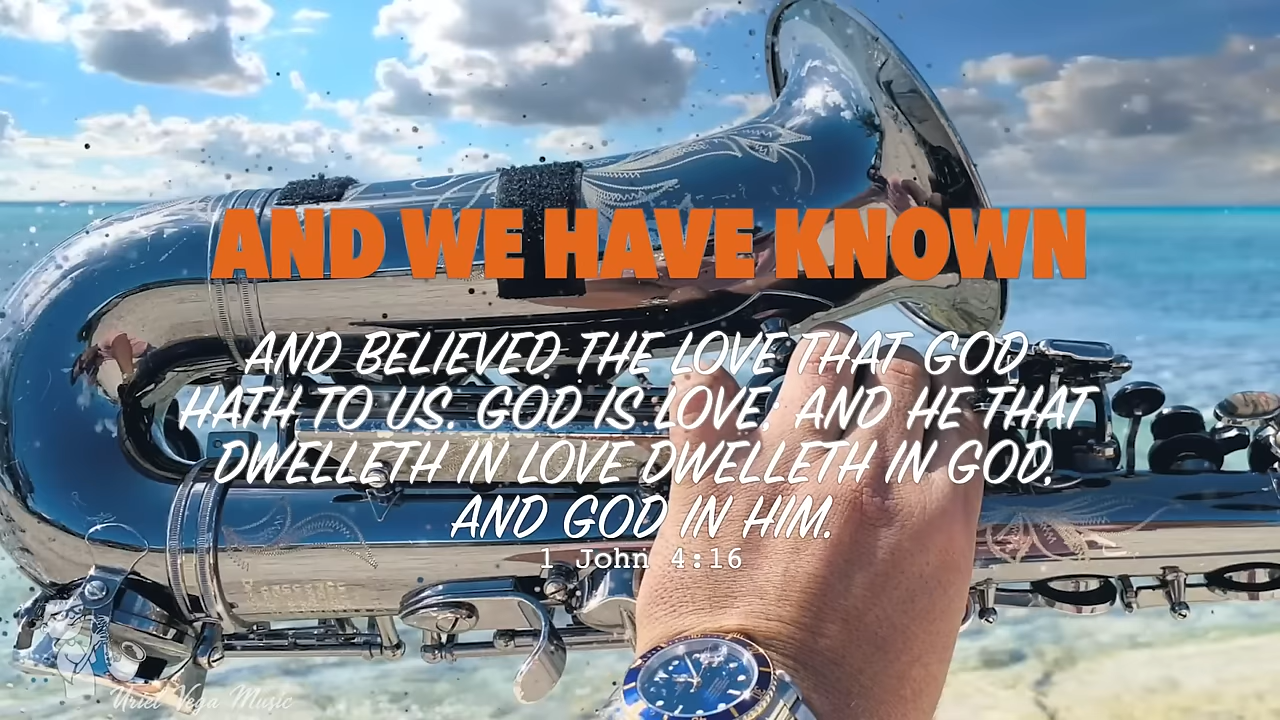 AND WE HAVE KNOWN
AND BELIEVED THE LOVE THAT GOD
HATH TO US. GOD IS LOVE; AND HE THAT
DWELLETH IN LOVE DWELLETH IN GOD,
AND GOD IN HIM.
1 John 4:16
Uriel Vega Music